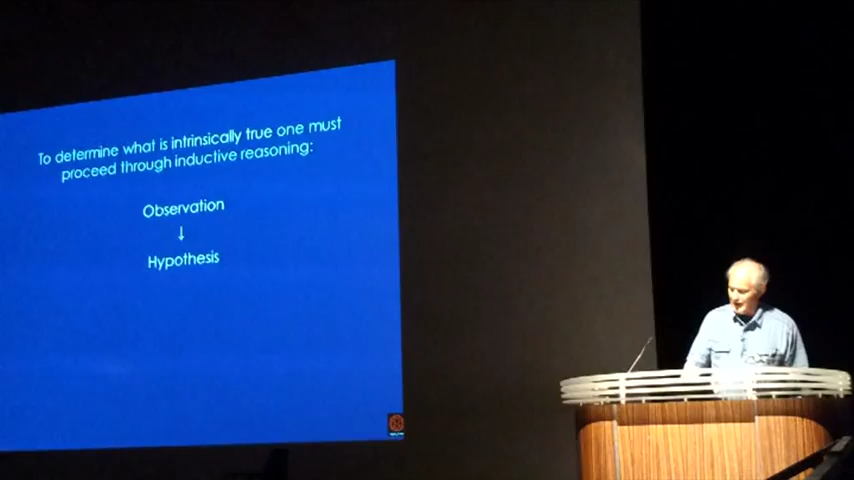 To determine what is intrinsically true one must
proceed through inductive reasoning:
Observation
↓
Hypothesis